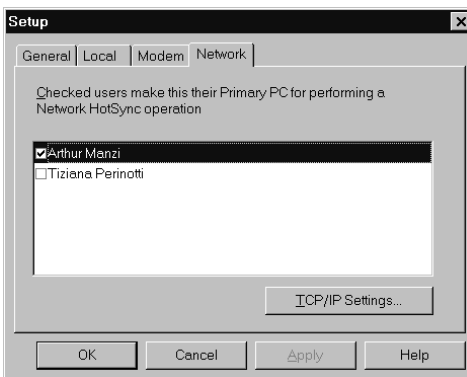 Setup
General Local Modem Network
Checked users make this their Primary PC for performing a
Network HotSync operation
Arthur Manzi
Tiziana Perinotti
TCP/IP Settings...
OK Cancel Apply Help